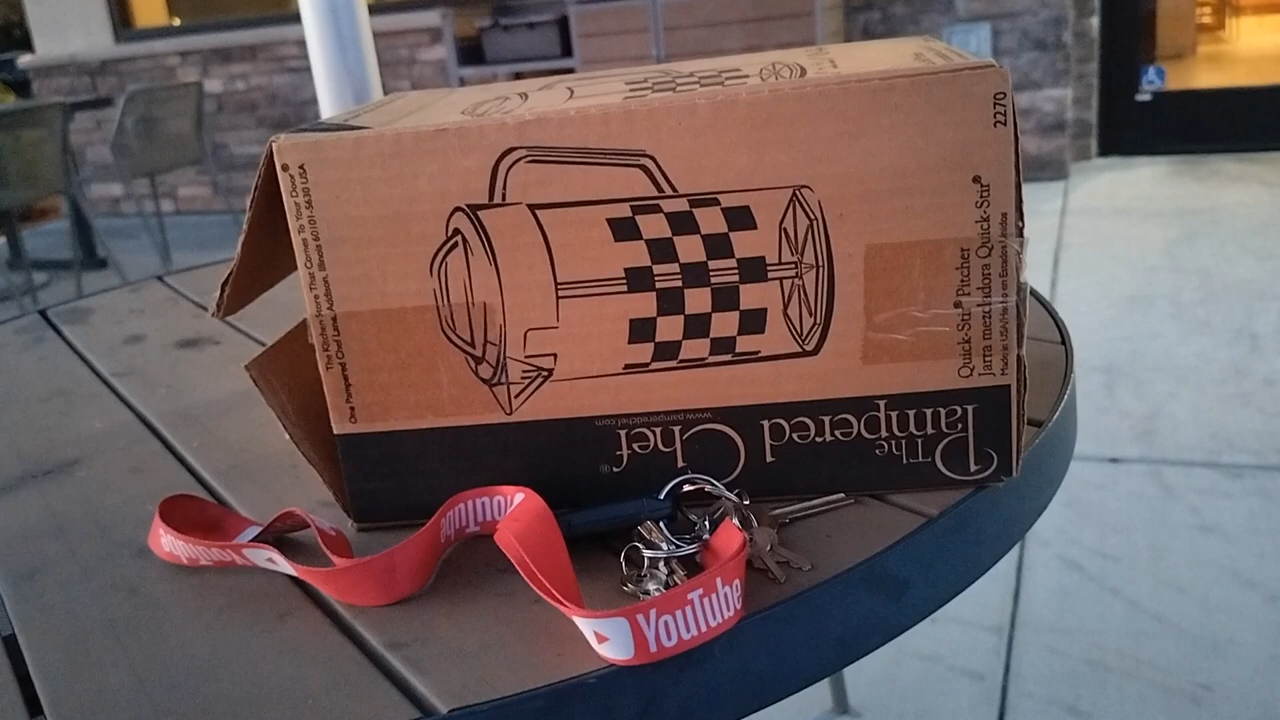 The Kitchen Store That Comes To Your Door®
One Pampered Chef Lane, Addison, Illinois 60101-5630 USA
2270
Quick-Stir® Pitcher
Jarra mezcladora Quick-Stir®
Made in USA/Hecho en Estados Unidos
The
Pampered Chef®
www.pamperedchef.com
YouTube
YouTube
YouTube